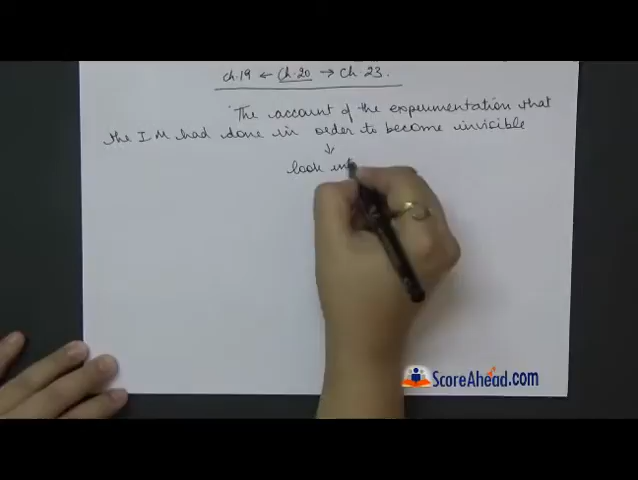 Ch.19 ← Ch.20 → Ch.23.
The account of the experimentation that
the I M had done in order to become invisible
↓
look int
ScoreAhead.com